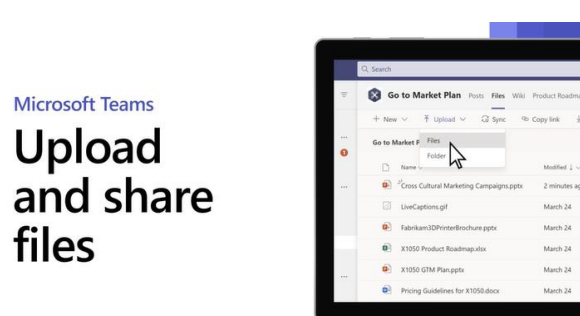 Microsoft Teams
Upload
and share
files
Search
Go to Market Plan Posts Files Wiki Product Roadma
+ New Upload Sync Copy link
Go to Market P
Files
Folder
Name Modified
Cross Cultural Marketing Campaigns.pptx 2 minutes ag
LiveCaptions.gif March 24
Fabrikam3DPrinterBrochure.pptx March 24
X1050 Product Roadmap.xlsx March 24
X1050 GTM Plan.pptx March 24
Pricing Guidelines for X1050.docx March 24